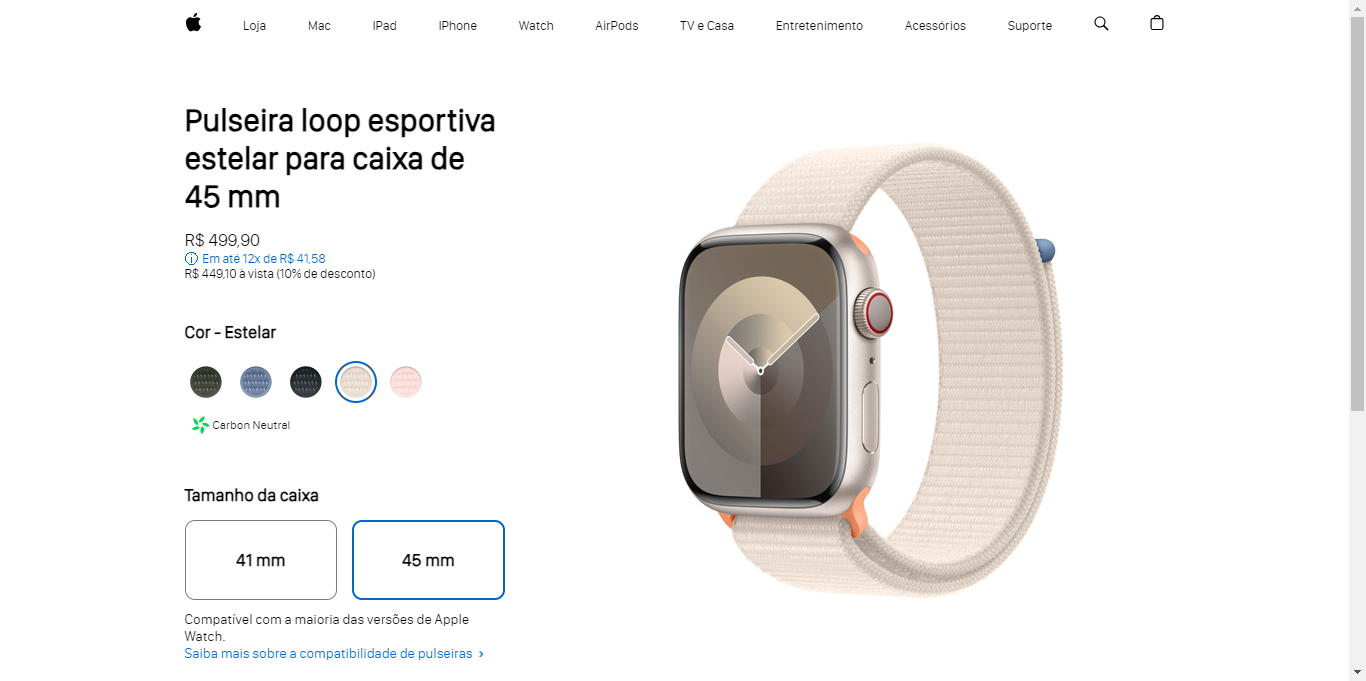 Loja Mac IPad IPhone Watch AirPods TV e Casa Entretenimento Acessórios Suporte
Pulseira loop esportiva
estelar para caixa de
45 mm
R$ 499,90
Em até 12x de R$ 41,58
R$ 449,10 à vista (10% de desconto)
Cor - Estelar
Carbon Neutral
Tamanho da caixa
41 mm 45 mm
Compatível com a maioria das versões de Apple
Watch.
Saiba mais sobre a compatibilidade de pulseiras >